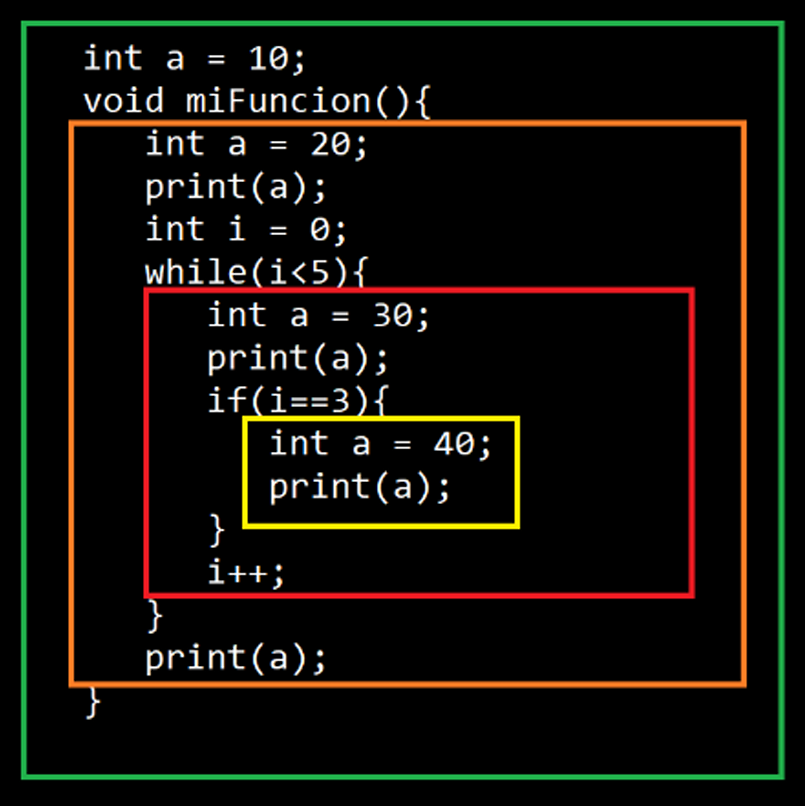 int a = 10;
void miFuncion(){
int a = 20;
print(a);
int i = 0;
while(i<5){
int a = 30;
print(a);
if(i==3){
int a = 40;
print(a);
}
i++;
}
print(a);
}